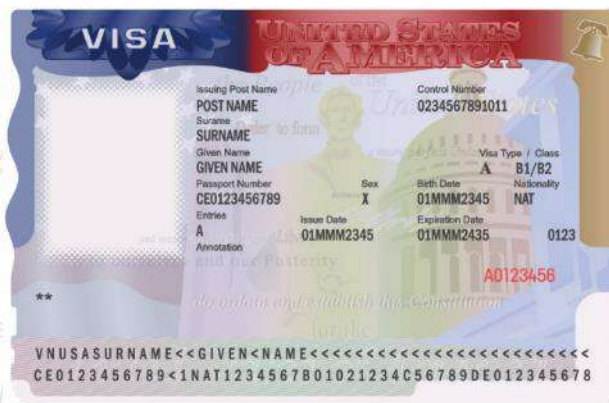 VISA
UNITED STATES
OF AMERICA
Issuing Post Name
Control Number
POST NAME
0234567891011
Surname
SURNAME
Given Name
Visa Type / Class
GIVEN NAME
A B1/B2
Passport Number Sex Birth Date Nationality
CE0123456789 X 01MMM2345 NAT
Entries Issue Date Expiration Date
A 01MMM2345 01MMM2435 0123
Annotation
A0123456
**
and our Posterity
do ordain and establish this Constitution
for the
VNUSASURNAME<<GIVEN<NAME<<<<<<<<<<<<<<<<<<<<
CE0123456789<1NAT1234567B01021234C56789DE012345678